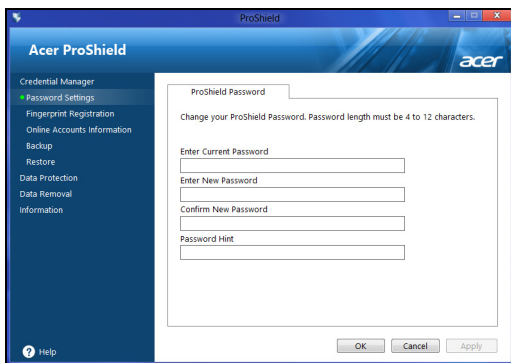 ProShield
Acer ProShield
acer
Credential Manager
Password Settings
Fingerprint Registration
Online Accounts Information
Backup
Restore
Data Protection
Data Removal
Information
Help
ProShield Password
Change your ProShield Password. Password length must be 4 to 12 characters.
Enter Current Password
Enter New Password
Confirm New Password
Password Hint
OK
Cancel
Apply